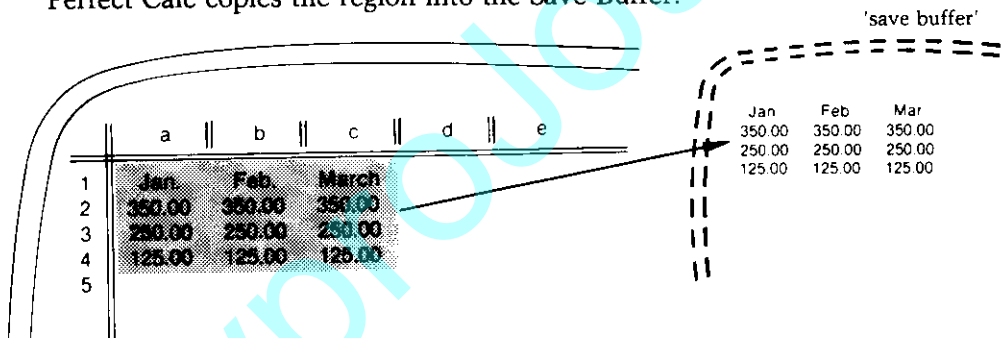 Perfect Calc copies the region into the Save Buffer.
'save buffer'
a b c d e
1 Jan. Feb. March
2 350.00 350.00 350.00
3 250.00 250.00 250.00
4 125.00 125.00 125.00
5
Jan Feb Mar
350.00 350.00 350.00
250.00 250.00 250.00
125.00 125.00 125.00